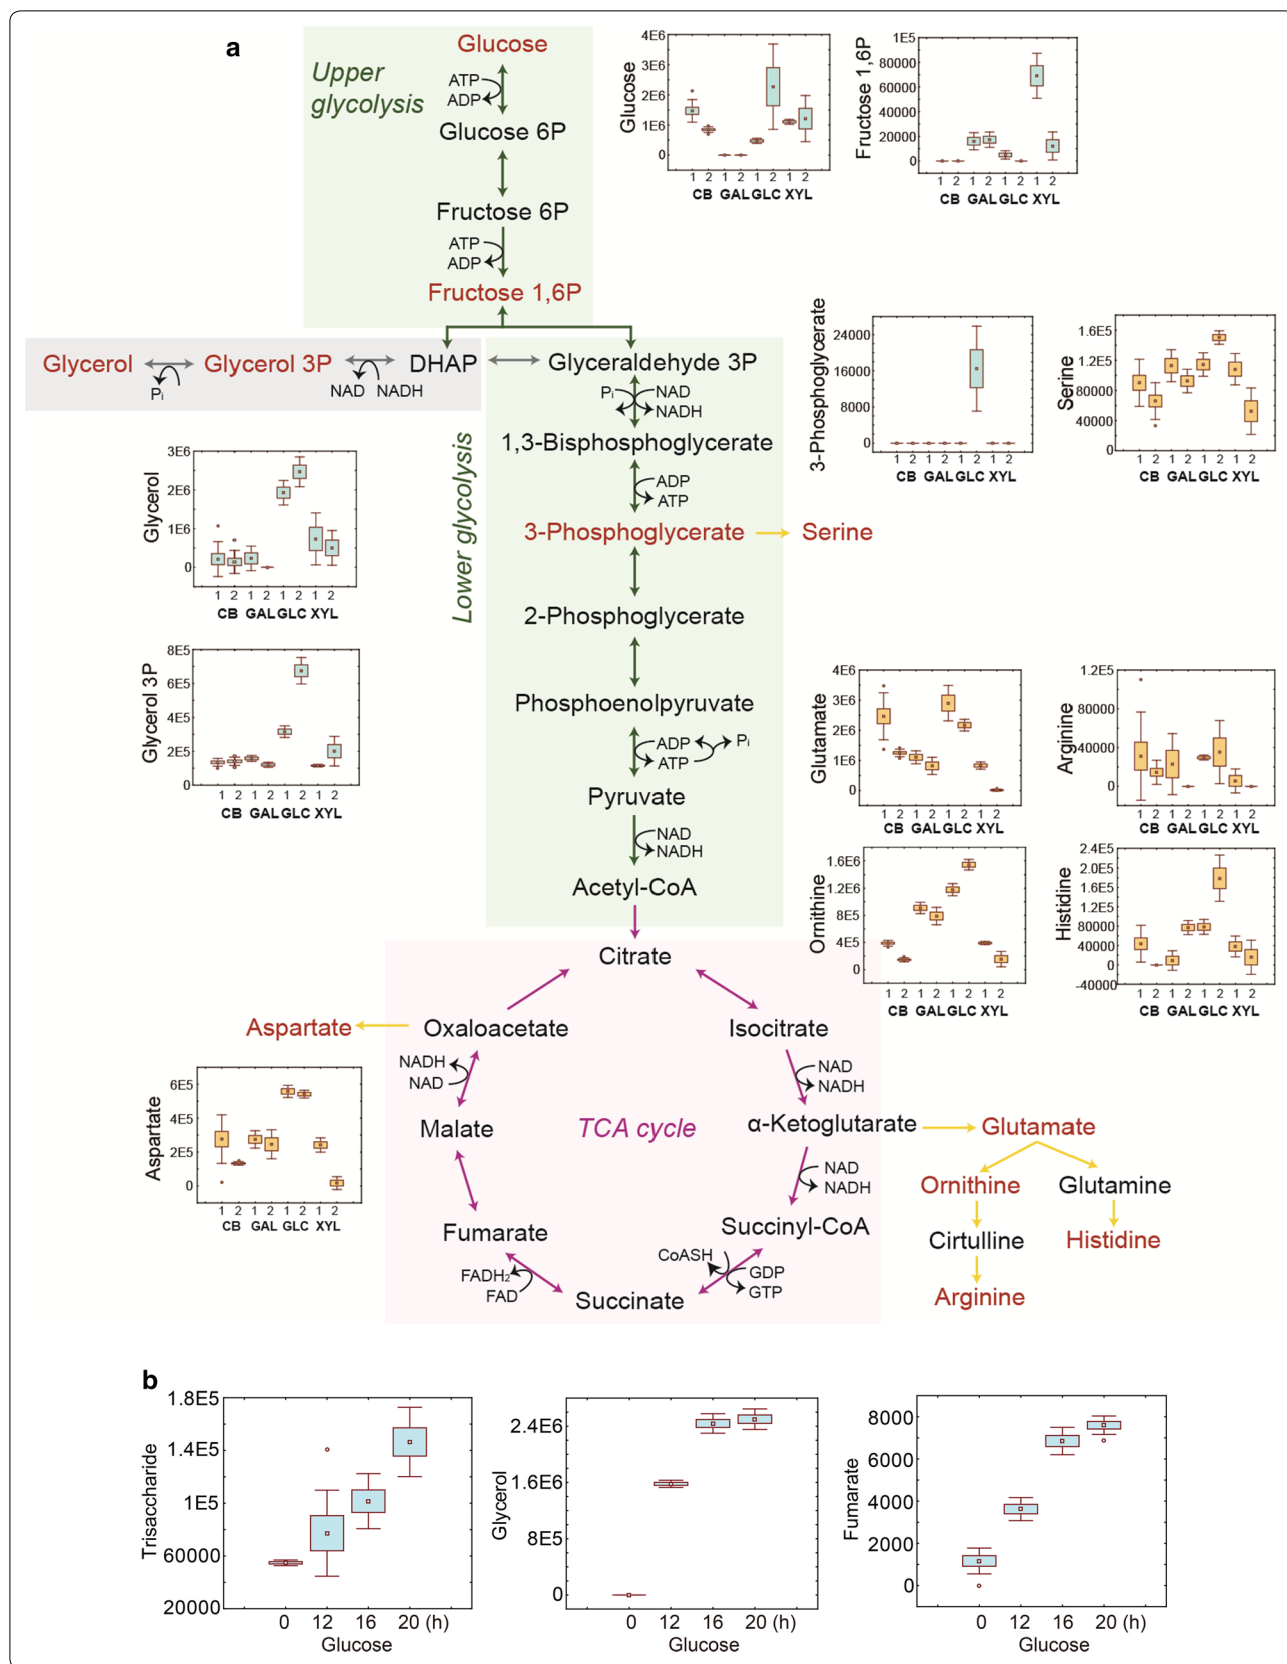 a
Glucose
Upper
glycolysis
ATP
ADP
Glucose 6P
Fructose 6P
ATP
ADP
Fructose 1,6P
Glucose
4E6
3E6
2E6
1E6
0
1 2 1 2 1 2 1 2
CB GAL GLC XYL
Fructose 1,6P
1E5
80000
60000
40000
20000
0
1 2 1 2 1 2 1 2
CB GAL GLC XYL
Glycerol
Pi
Glycerol 3P
NAD NADH
DHAP
Glyceraldehyde 3P
Pi
NAD
NADH
1,3-Bisphosphoglycerate
ADP
ATP
Lower glycolysis
3-Phosphoglycerate
Serine
2-Phosphoglycerate
Phosphoenolpyruvate
ADP
ATP
Pi
Pyruvate
NAD
NADH
Acetyl-CoA
3-Phosphoglycerate
24000
16000
8000
0
1 2 1 2 1 2 1 2
CB GAL GLC XYL
Serine
1.6E5
1.2E5
80000
40000
0
1 2 1 2 1 2 1 2
CB GAL GLC XYL
Glycerol
3E6
2E6
1E6
0
1 2 1 2 1 2 1 2
CB GAL GLC XYL
Glycerol 3P
8E5
6E5
4E5
2E5
0
1 2 1 2 1 2 1 2
CB GAL GLC XYL
Glutamate
4E6
3E6
2E6
1E6
0
1 2 1 2 1 2 1 2
CB GAL GLC XYL
Arginine
1.2E5
80000
40000
0
1 2 1 2 1 2 1 2
CB GAL GLC XYL
Ornithine
1.6E6
1.2E6
8E5
4E5
0
1 2 1 2 1 2 1 2
CB GAL GLC XYL
Histidine
2.4E5
1.8E5
1.6E5
1.2E5
80000
40000
0
-40000
1 2 1 2 1 2 1 2
CB GAL GLC XYL
Citrate
Aspartate
Oxaloacetate
Isocitrate
NADH
NAD
NAD
NADH
Malate
TCA cycle
α-Ketoglutarate
Glutamate
NAD
NADH
Ornithine
Glutamine
Fumarate
Succinyl-CoA
Cirtulline
Histidine
FADH2
FAD
CoASH
GDP
GTP
Succinate
Arginine
Aspartate
6E5
4E5
2E5
0
1 2 1 2 1 2 1 2
CB GAL GLC XYL
b
Trisaccharide
1.8E5
1.4E5
1E5
60000
20000
0 12 16 20 (h)
Glucose
Glycerol
2.4E6
1.6E6
8E5
0
0 12 16 20 (h)
Glucose
Fumarate
8000
6000
4000
2000
0
0 12 16 20 (h)
Glucose